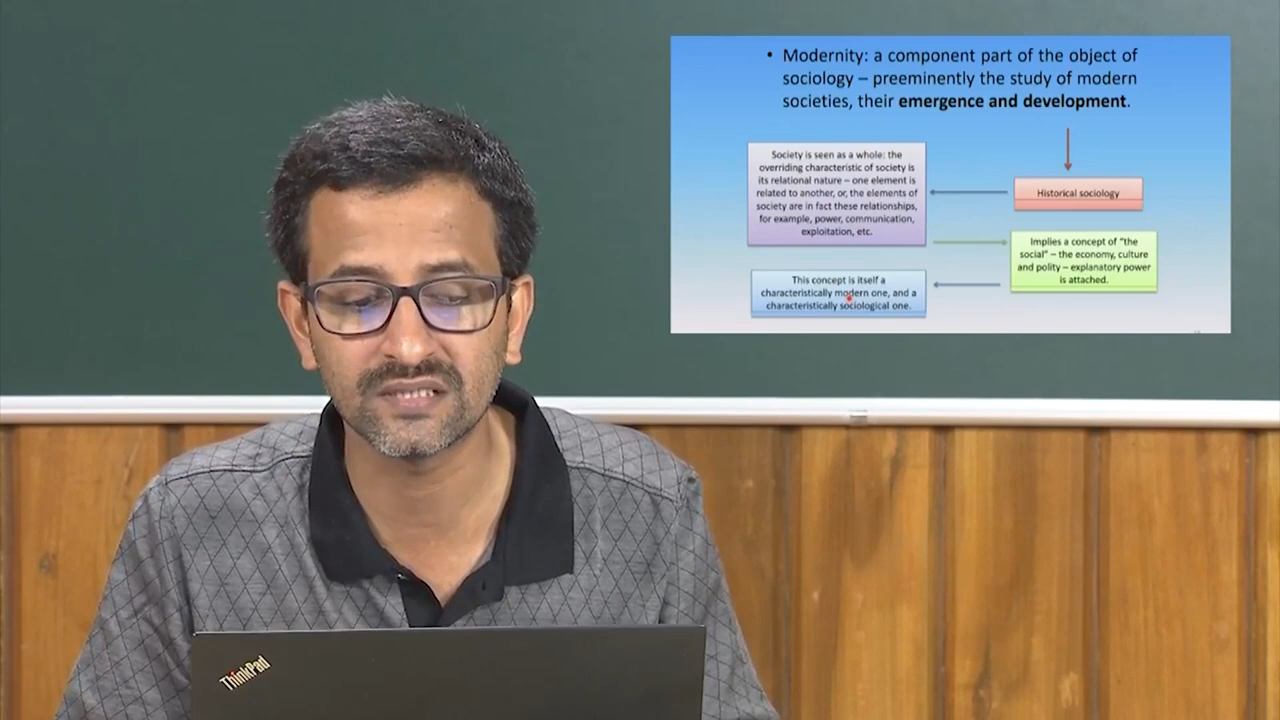 • Modernity: a component part of the object of
sociology – preeminently the study of modern
societies, their emergence and development.
Society is seen as a whole: the
overriding characteristic of society is
its relational nature – one element is
related to another, or, the elements of
society are in fact these relationships,
for example, power, communication,
exploitation, etc.
Historical sociology
Implies a concept of "the
social" – the economy, culture
and polity – explanatory power
is attached.
This concept is itself a
characteristically modern one, and a
characteristically sociological one.
ThinkPad